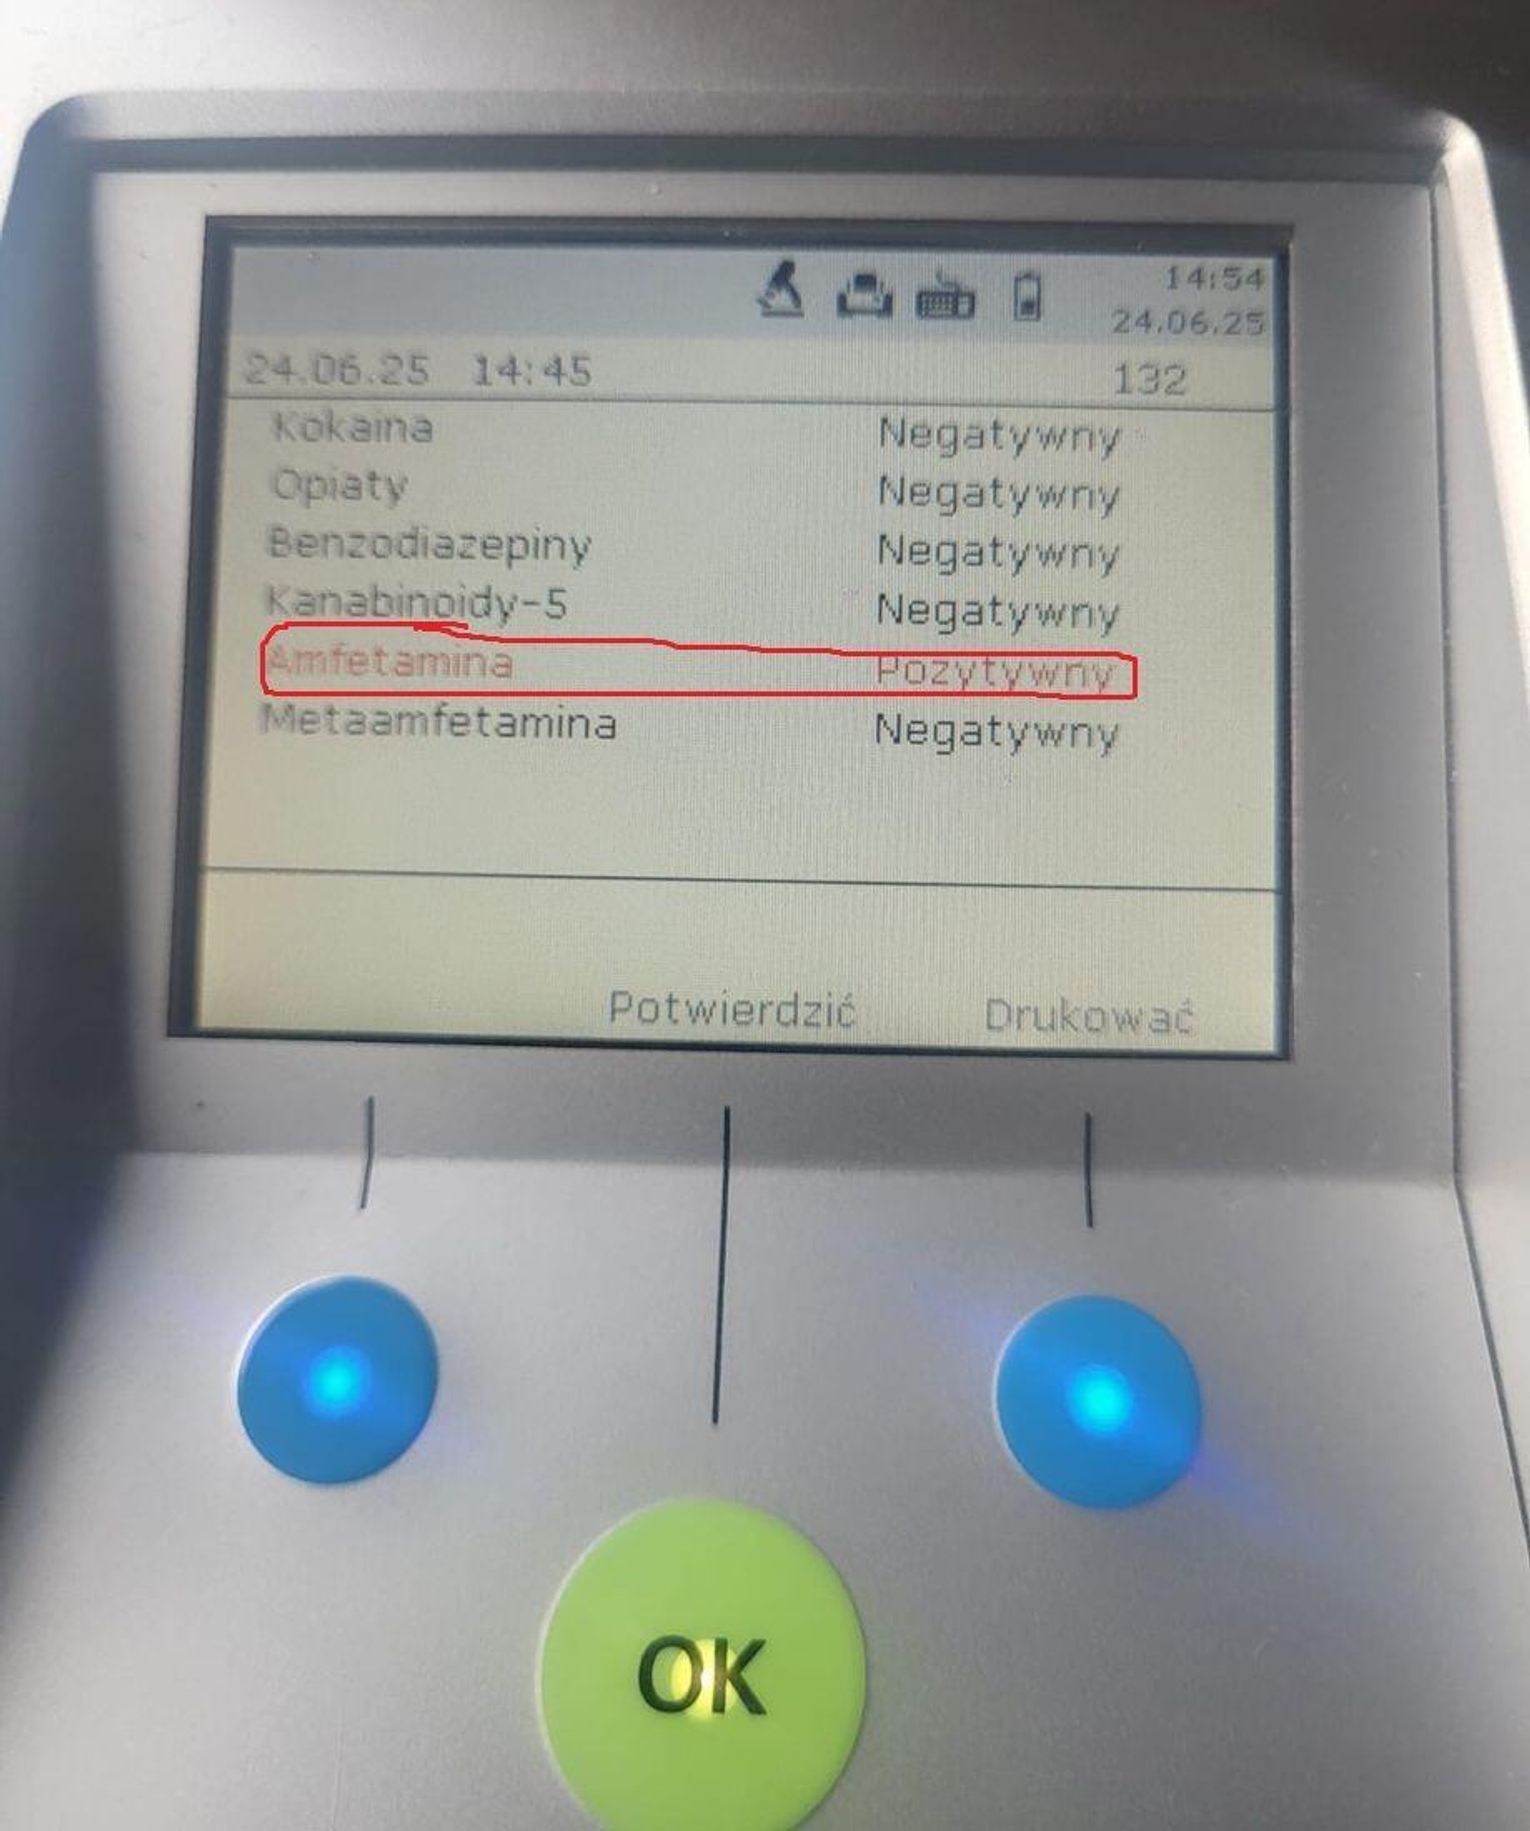 14:54
24.06.25
24.06.25 14:45 132
Kokaina Negatywny
Opiaty Negatywny
Benzodiazepiny Negatywny
Kanabinoidy-5 Negatywny
Amfetamina Pozytywny
Metaamfetamina Negatywny
Potwierdzić Drukować
OK